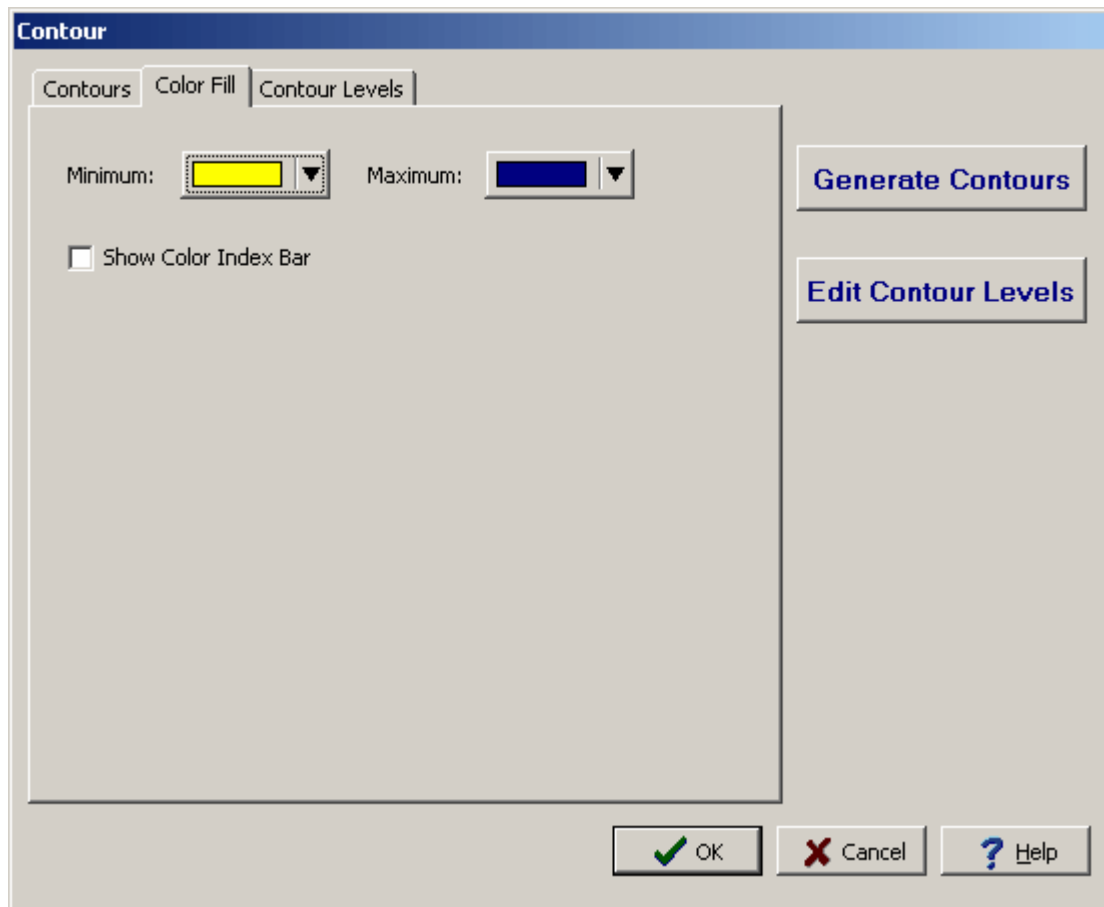 Contour
Contours Color Fill Contour Levels
Minimum: Maximum:
Generate Contours
Show Color Index Bar
Edit Contour Levels
OK Cancel Help